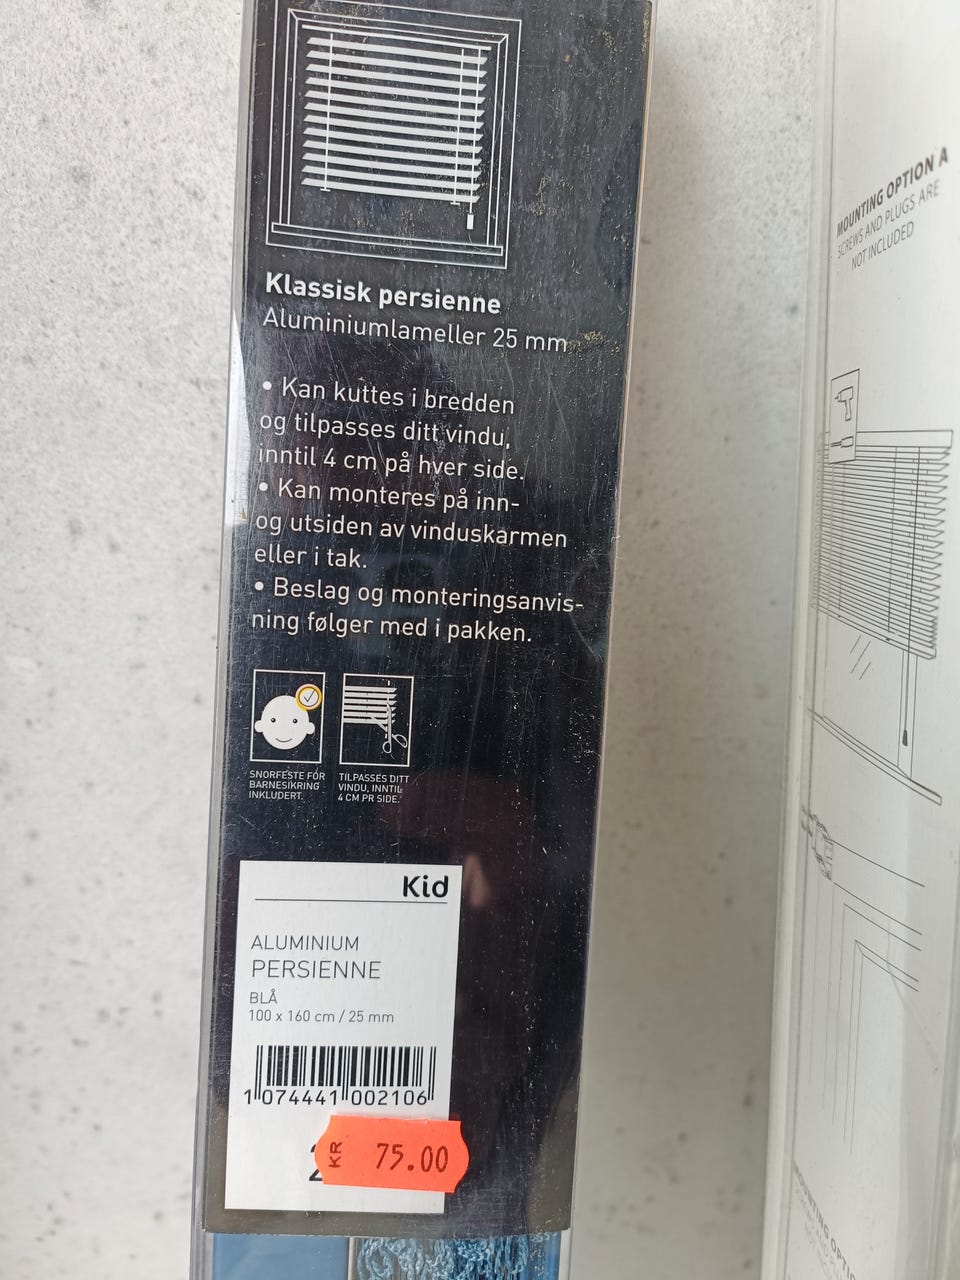 Klassisk persienne
Aluminiumlameller 25 mm
• Kan kuttes i bredden
og tilpasses ditt vindu,
inntil 4 cm på hver side.
• Kan monteres på inn-
og utsiden av vinduskarmen
eller i tak.
• Beslag og monteringsanvis-
ning følger med i pakken.
SNORFESTE FOR
BARNESIKRING
INKLUDERT.
TILPASSES DITT
VINDU, INNTIL
4 CM PR SIDE.
Kid
ALUMINIUM
PERSIENNE
BLÅ
100 x 160 cm / 25 mm
1 074441 002106
KR 75.00
MOUNTING OPTION A
SCREWS AND PLUGS ARE
NOT INCLUDED